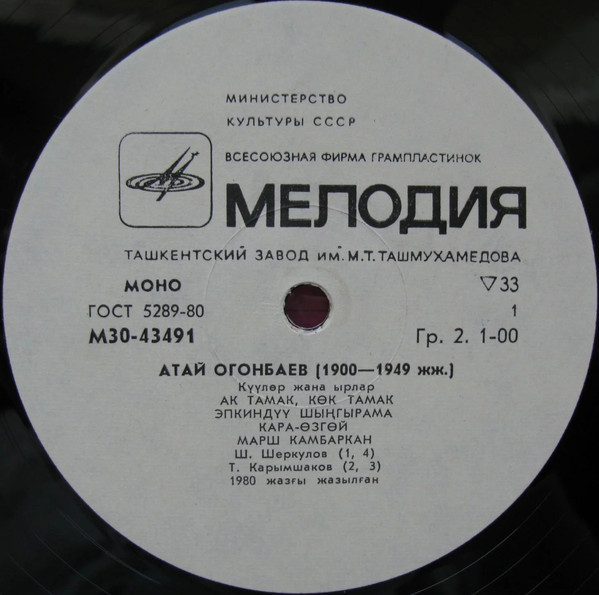 МИНИСТЕРСТВО
КУЛЬТУРЫ СССР
ВСЕСОЮЗНАЯ ФИРМА ГРАМПЛАСТИНОК
МЕЛОДИЯ
ТАШКЕНТСКИЙ ЗАВОД ИМ. М.Т. ТАШМУХАМЕДОВА
МОНО ▽33
ГОСТ 5289-80 1
М30-43491 Гр. 2. 1-00
АТАЙ ОГОНБАЕВ (1900—1949 жж.)
Күүлөр жана ырлар
АК ТАМАК, КӨК ТАМАК
ЭПКИНДҮҮ ШЫҢГЫРАМА
КАРА-ӨЗГӨЙ
МАРШ КАМБАРКАН
Ш. Шеркулов (1, 4)
Т. Карымшаков (2, 3)
1980 жазғы жазылған